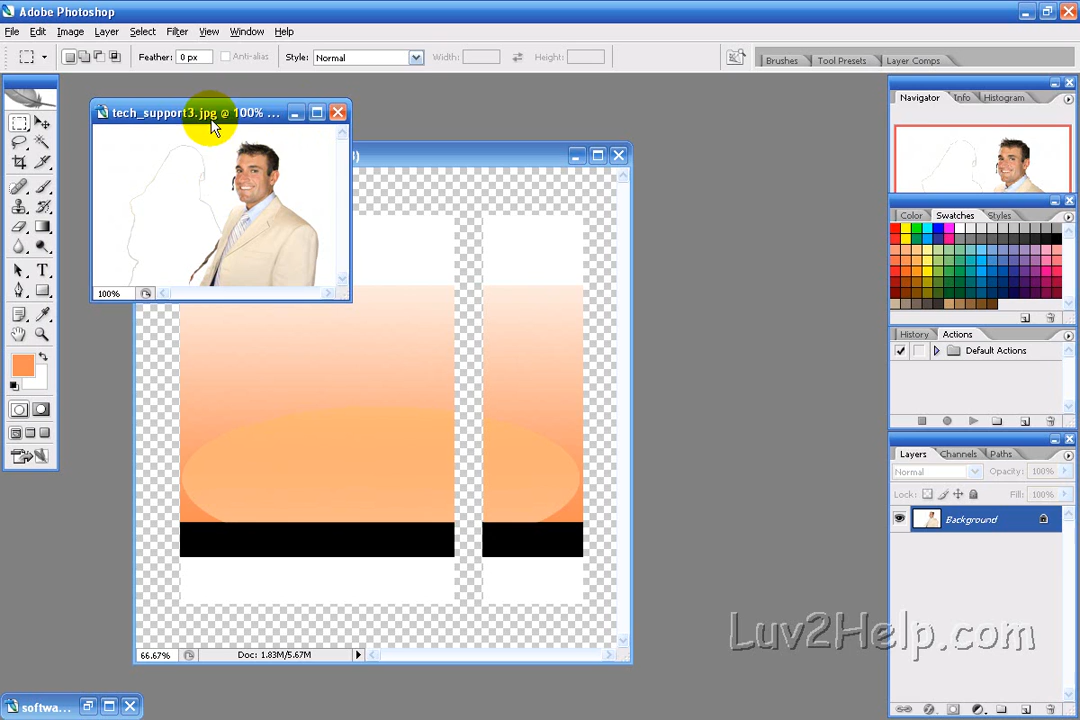 Adobe Photoshop
File Edit Image Layer Select Filter View Window Help
Feather: 0 px Anti-alias Style: Normal Width: Height: Brushes Tool Presets Layer Comps
tech_support3.jpg @ 100% ...
3)
100%
66.67% Doc: 1.83M/5.67M
softwa...
Navigator Info Histogram
Color Swatches Styles
History Actions
Default Actions
Layers Channels Paths
Normal Opacity: 100%
Lock: Fill: 100%
Background
Luv2Help.com